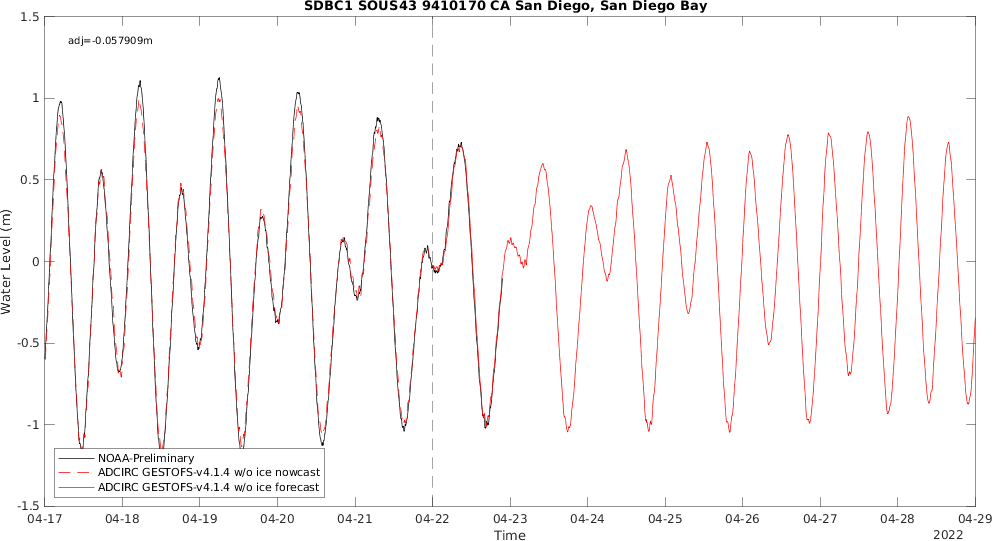 SDBC1 SOUS43 9410170 CA San Diego, San Diego Bay
adj=-0.057909m
1.5
1
0.5
0
-0.5
-1
-1.5
Water Level (m)
NOAA-Preliminary
ADCIRC GESTOFS-v4.1.4 w/o ice nowcast
ADCIRC GESTOFS-v4.1.4 w/o ice forecast
04-17 04-18 04-19 04-20 04-21 04-22 04-23 04-24 04-25 04-26 04-27 04-28 04-29
Time
2022